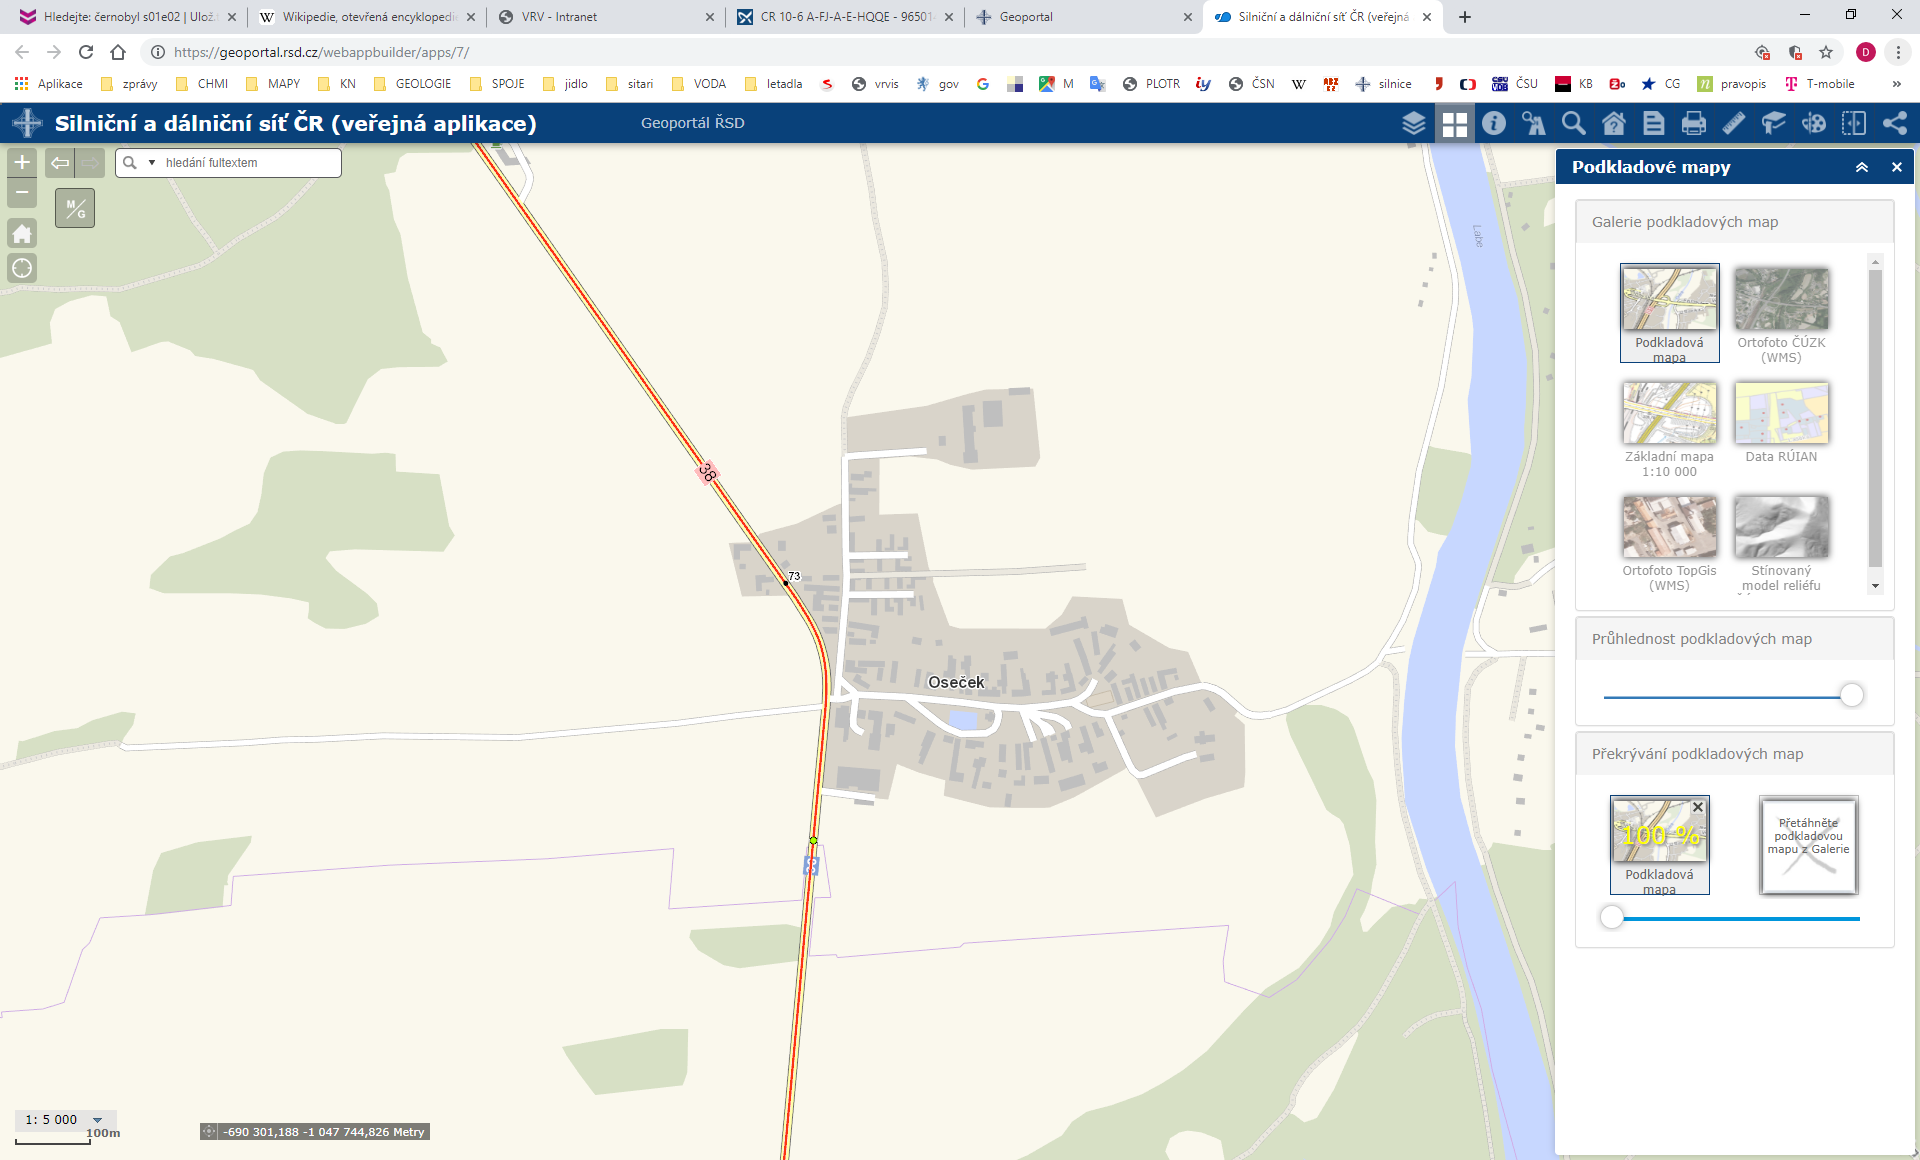 Hledejte: černobyl s01e02 | Ulož.
Wikipedie, otevřená encyklopedie
VRV - Intranet
CR 10-6 A-FJ-A-E-HQQE - 96501
Geoportal
Silniční a dálniční síť ČR (veřejná
https://geoportal.rsd.cz/webappbuilder/apps/7/
D
Aplikace
zprávy
CHMI
MAPY
KN
GEOLOGIE
SPOJE
jidlo
sitari
VODA
letadla
vrvis
gov
M
PLOTR
ČSN
silnice
ČSU
KB
CG
pravopis
T-mobile
»
Silniční a dálniční síť ČR (veřejná aplikace)
Geoportál ŘSD
hledání fultextem
M/G
38
73
Oseček
Labe
Podkladové mapy
Galerie podkladových map
Podkladová
mapa
Ortofoto ČÚZK
(WMS)
Základní mapa
1:10 000
Data RÚIAN
Ortofoto TopGis
(WMS)
Stínovaný
model reliéfu
Průhlednost podkladových map
Překrývání podkladových map
100 %
Podkladová
mapa
Přetáhněte
podkladovou
mapu z Galerie
1: 5 000
100m
-690 301,188 -1 047 744,826 Metry